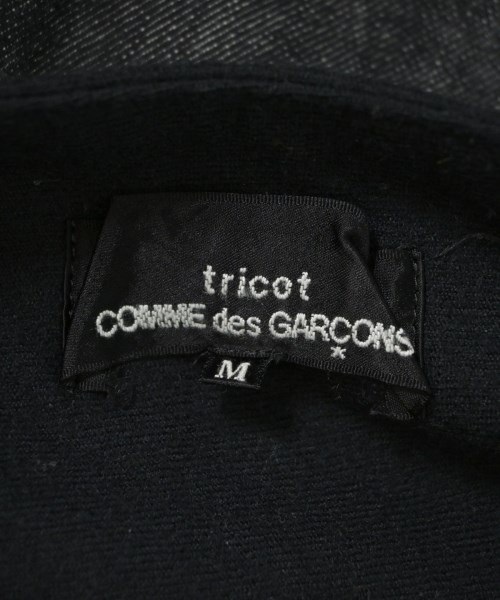 tricot
COMME des GARCONS
*
M